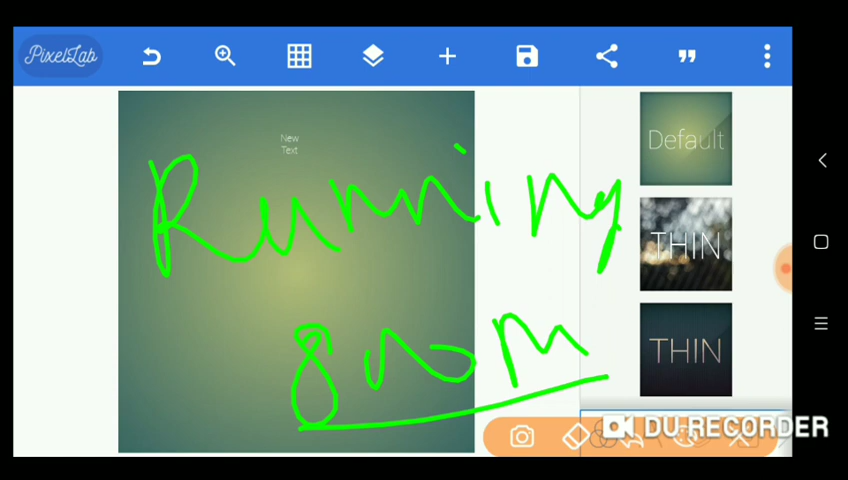 PixelLab
New
Text
Running
800m
Default
THIN
THIN
DU RECORDER